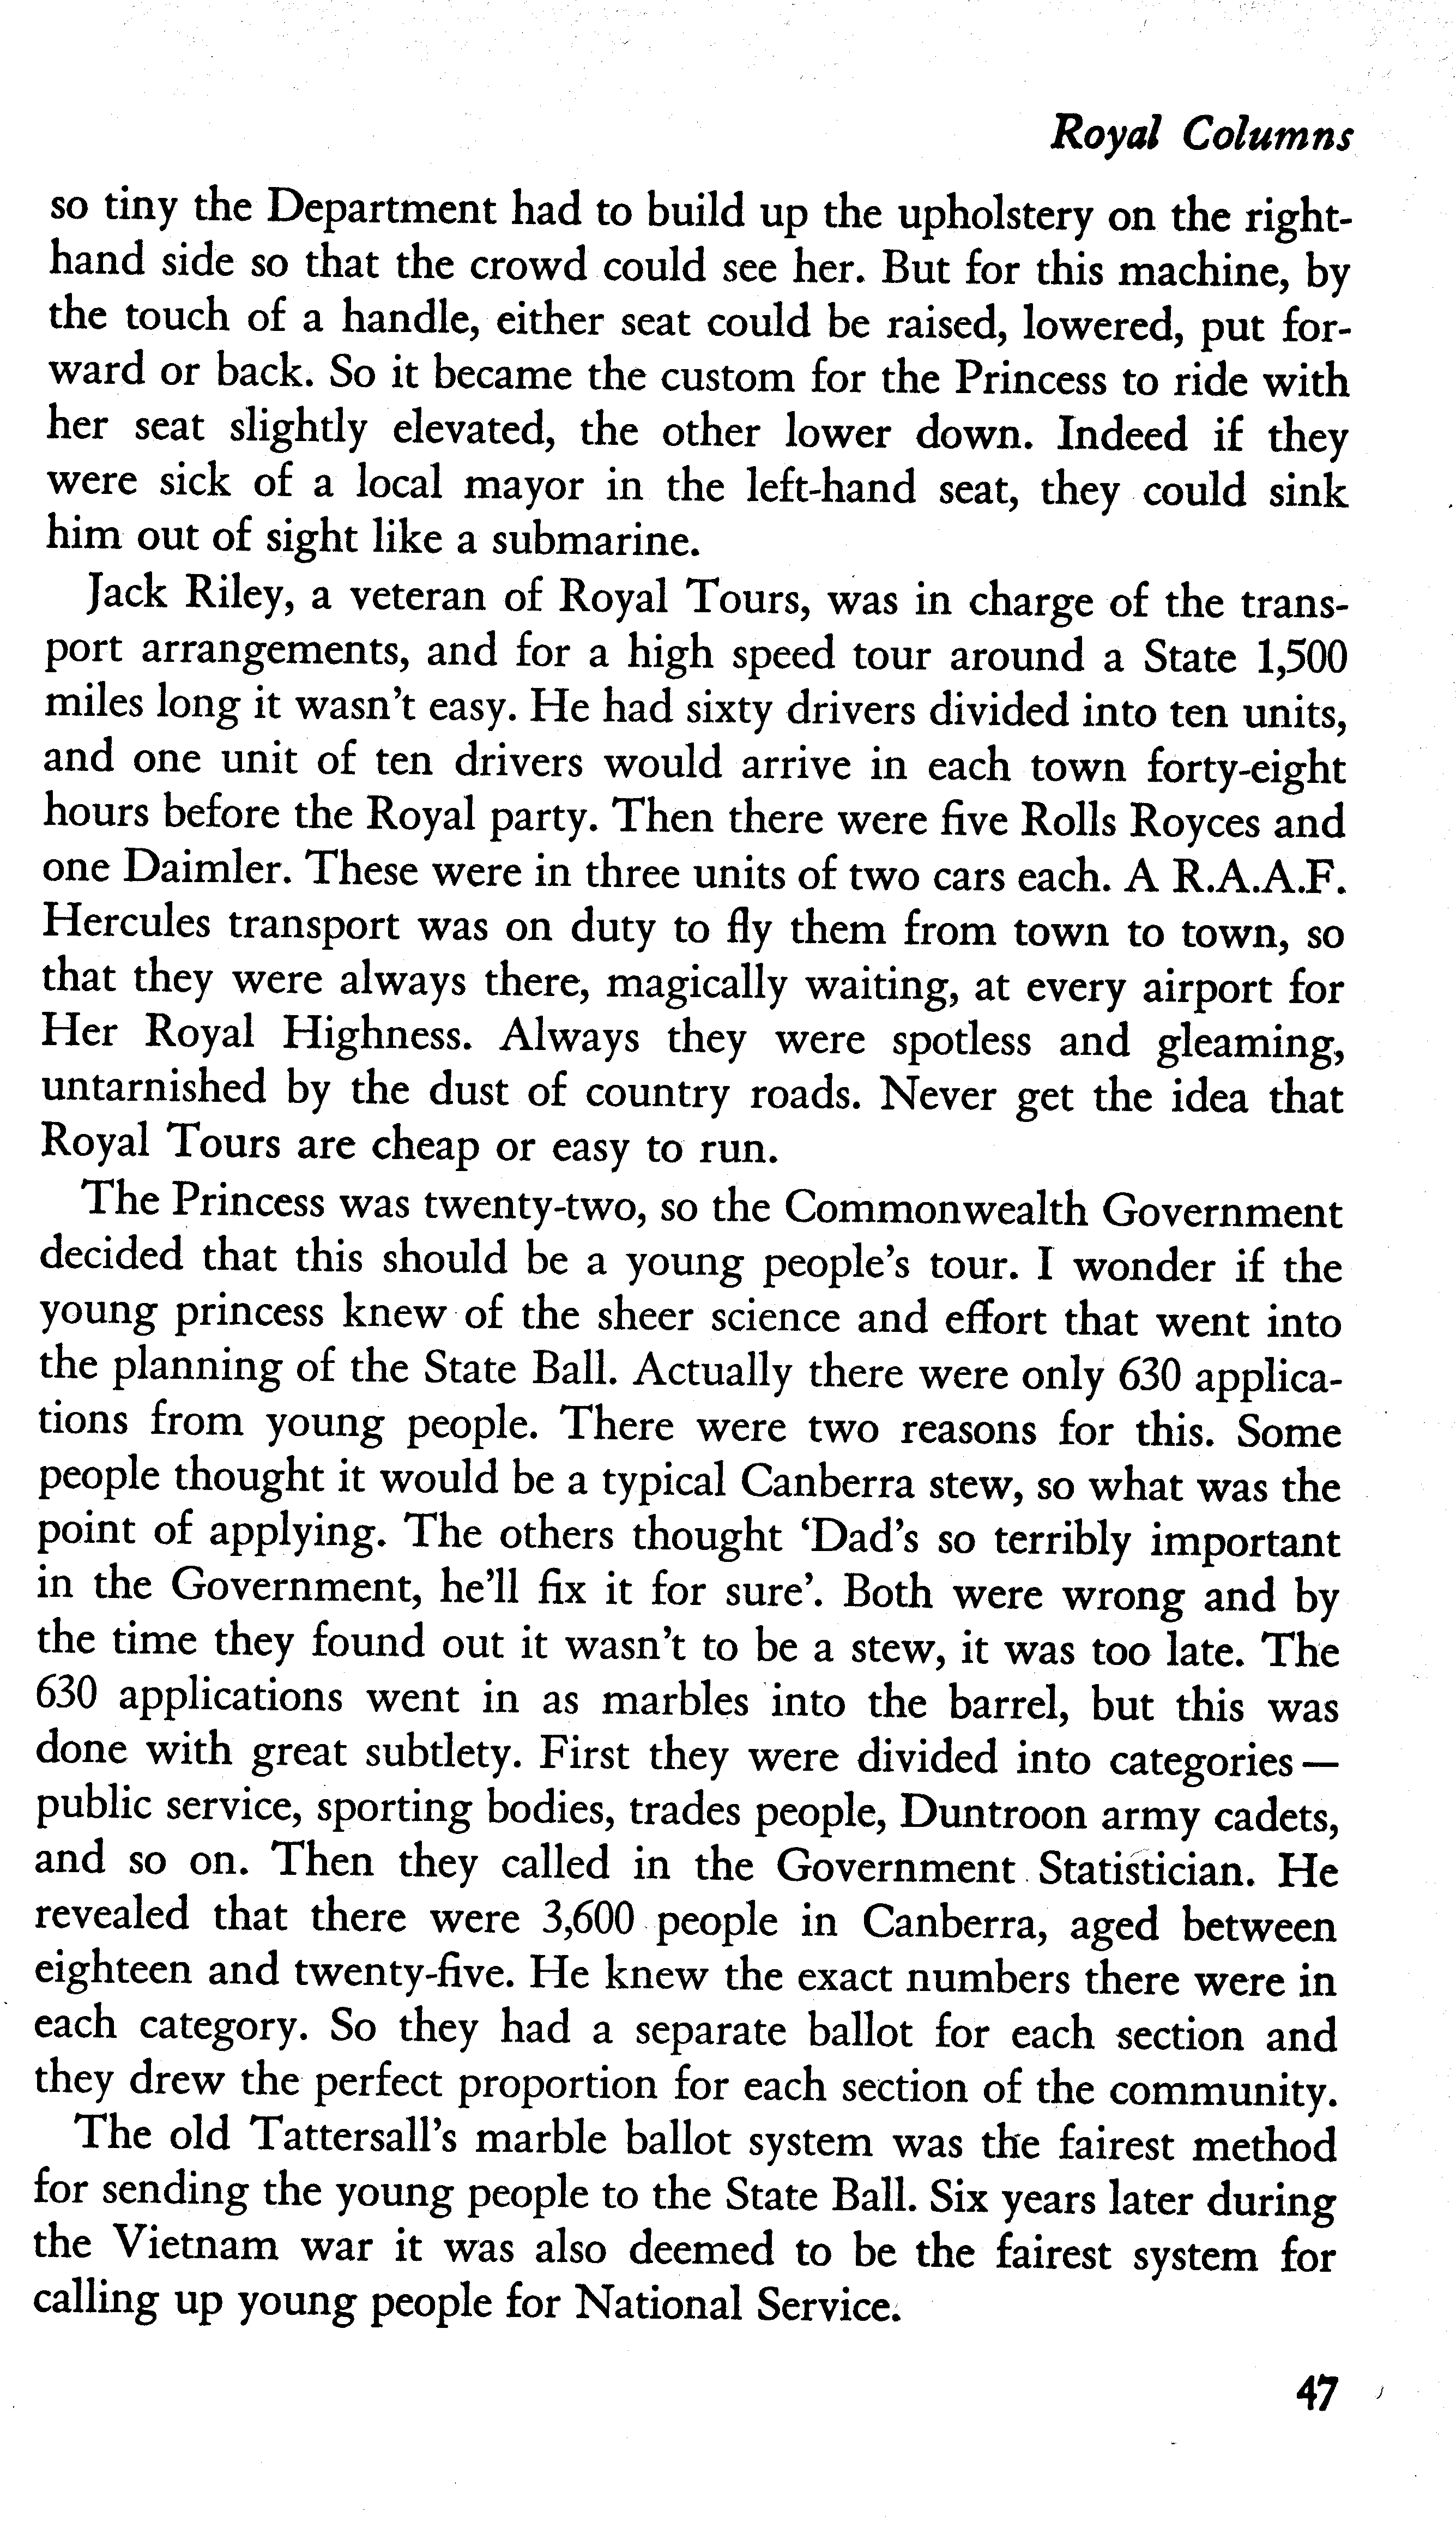 Royal Columns
so tiny the Department had to build up the upholstery on the right-
hand side so that the crowd could see her. But for this machine, by
the touch of a handle, either seat could be raised, lowered, put for-
ward or back. So it became the custom for the Princess to ride with
her seat slightly elevated, the other lower down. Indeed if they
were sick of a local mayor in the left-hand seat, they could sink
him out of sight like a submarine.
Jack Riley, a veteran of Royal Tours, was in charge of the trans-
port arrangements, and for a high speed tour around a State 1,500
miles long it wasn't easy. He had sixty drivers divided into ten units,
and one unit of ten drivers would arrive in each town forty-eight
hours before the Royal party. Then there were five Rolls Royces and
one Daimler. These were in three units of two cars each. A R.A.A.F.
Hercules transport was on duty to fly them from town to town, so
that they were always there, magically waiting, at every airport for
Her Royal Highness. Always they were spotless and gleaming,
untarnished by the dust of country roads. Never get the idea that
Royal Tours are cheap or easy to run.
The Princess was twenty-two, so the Commonwealth Government
decided that this should be a young people's tour. I wonder if the
young princess knew of the sheer science and effort that went into
the planning of the State Ball. Actually there were only 630 applica-
tions from young people. There were two reasons for this. Some
people thought it would be a typical Canberra stew, so what was the
point of applying. The others thought ‘Dad's so terribly important
in the Government, he'll fix it for sure’. Both were wrong and by
the time they found out it wasn't to be a stew, it was too late. The
630 applications went in as marbles into the barrel, but this was
done with great subtlety. First they were divided into categories—
public service, sporting bodies, trades people, Duntroon army cadets,
and so on. Then they called in the Government Statistician. He
revealed that there were 3,600 people in Canberra, aged between
eighteen and twenty-five. He knew the exact numbers there were in
each category. So they had a separate ballot for each section and
they drew the perfect proportion for each section of the community.
The old Tattersall's marble ballot system was the fairest method
for sending the young people to the State Ball. Six years later during
the Vietnam war it was also deemed to be the fairest system for
calling up young people for National Service.
47